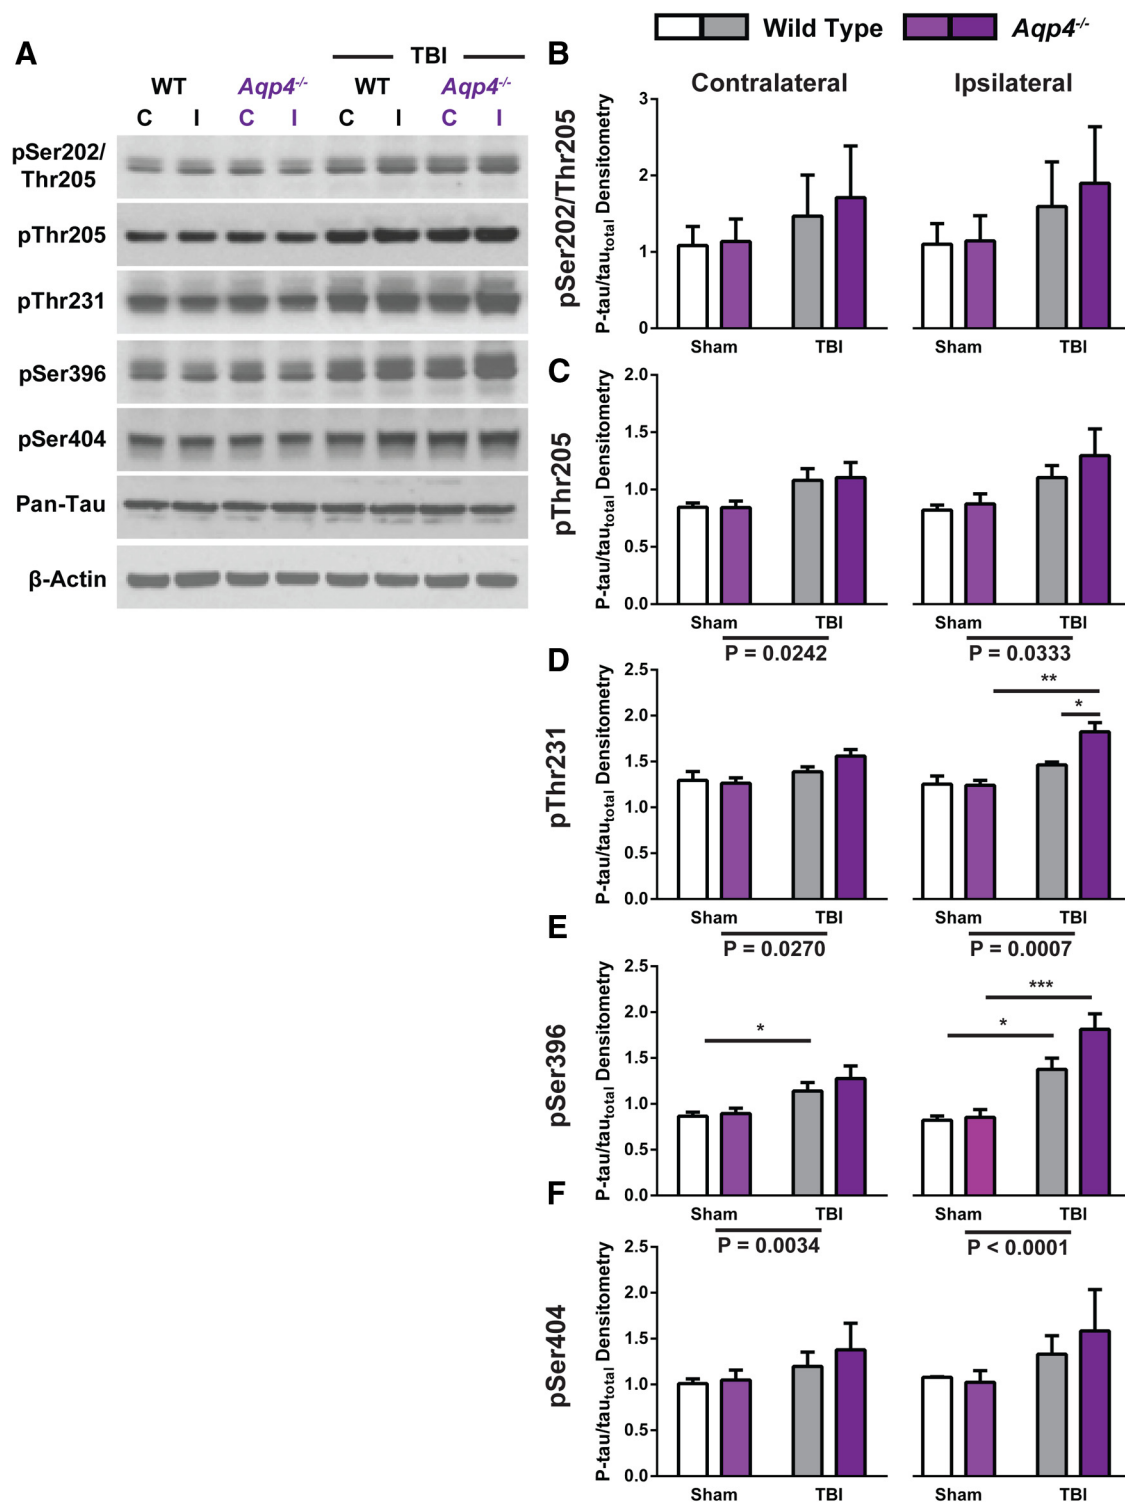 Wild Type Aqp4-/-
A
TBI
WT Aqp4-/- WT Aqp4-/-
C I C I C I C I
pSer202/
Thr205
pThr205
pThr231
pSer396
pSer404
Pan-Tau
β-Actin
B
Contralateral Ipsilateral
pSer202/Thr205
P-tau/tautotal Densitometry
3
2
1
0
Sham TBI Sham TBI
C
pThr205
P-tau/tautotal Densitometry
2.0
1.5
1.0
0.5
0.0
Sham TBI Sham TBI
P = 0.0242 P = 0.0333
D
pThr231
P-tau/tautotal Densitometry
2.5
2.0
1.5
1.0
0.5
0.0
**
*
Sham TBI Sham TBI
P = 0.0270 P = 0.0007
E
pSer396
P-tau/tautotal Densitometry
2.5
2.0
1.5
1.0
0.5
0.0
***
* *
Sham TBI Sham TBI
P = 0.0034 P < 0.0001
F
pSer404
P-tau/tautotal Densitometry
2.5
2.0
1.5
1.0
0.5
0.0
Sham TBI Sham TBI